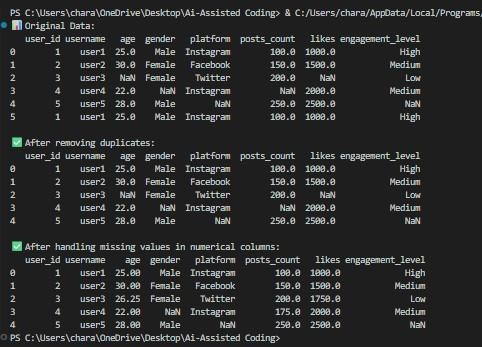 PS C:\Users\chara\OneDrive\Desktop\Ai-Assisted Coding> & C:/Users/chara/AppData/Local/Programs/
📊 Original Data:
   user_id username   age  gender   platform  posts_count   likes engagement_level
0        1    user1  25.0    Male  Instagram        100.0  1000.0             High
1        2    user2  30.0  Female   Facebook        150.0  1500.0           Medium
2        3    user3   NaN  Female    Twitter        200.0     NaN              Low
3        4    user4  22.0     NaN  Instagram          NaN  2000.0           Medium
4        5    user5  28.0    Male        NaN        250.0  2500.0              NaN
5        1    user1  25.0    Male  Instagram        100.0  1000.0             High
✅ After removing duplicates:
   user_id username   age  gender   platform  posts_count   likes engagement_level
0        1    user1  25.0    Male  Instagram        100.0  1000.0             High
1        2    user2  30.0  Female   Facebook        150.0  1500.0           Medium
2        3    user3   NaN  Female    Twitter        200.0     NaN              Low
3        4    user4  22.0     NaN  Instagram          NaN  2000.0           Medium
4        5    user5  28.0    Male        NaN        250.0  2500.0              NaN
✅ After handling missing values in numerical columns:
   user_id username    age  gender   platform  posts_count   likes engagement_level
0        1    user1  25.00    Male  Instagram        100.0  1000.0             High
1        2    user2  30.00  Female   Facebook        150.0  1500.0           Medium
2        3    user3  26.25  Female    Twitter        200.0  1750.0              Low
3        4    user4  22.00     NaN  Instagram        175.0  2000.0           Medium
4        5    user5  28.00    Male        NaN        250.0  2500.0              NaN
PS C:\Users\chara\OneDrive\Desktop\Ai-Assisted Coding>